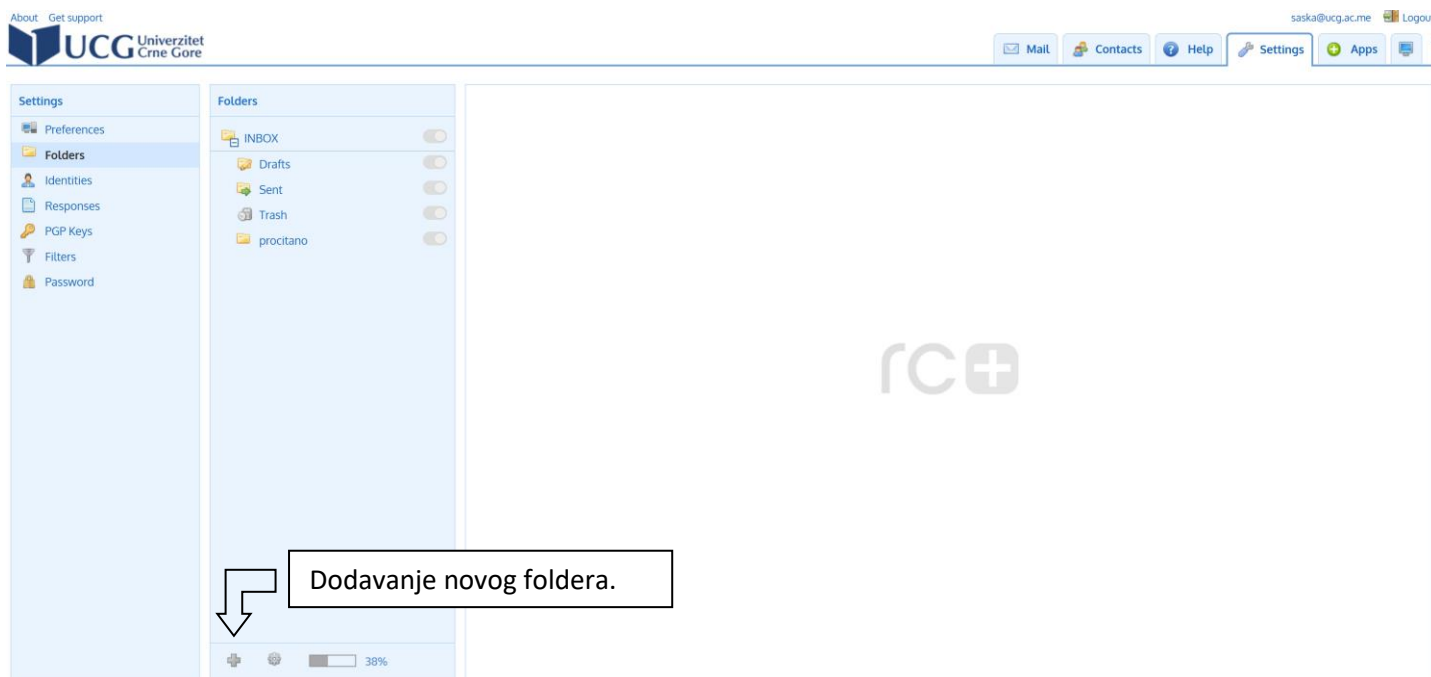 About Get support
saska@ucg.ac.me Logou
UCG Univerzitet
Crne Gore
Mail Contacts Help Settings Apps
Settings
Preferences
Folders
Identities
Responses
PGP Keys
Filters
Password
Folders
INBOX
Drafts
Sent
Trash
procitano
rc+
Dodavanje novog foldera.
38%